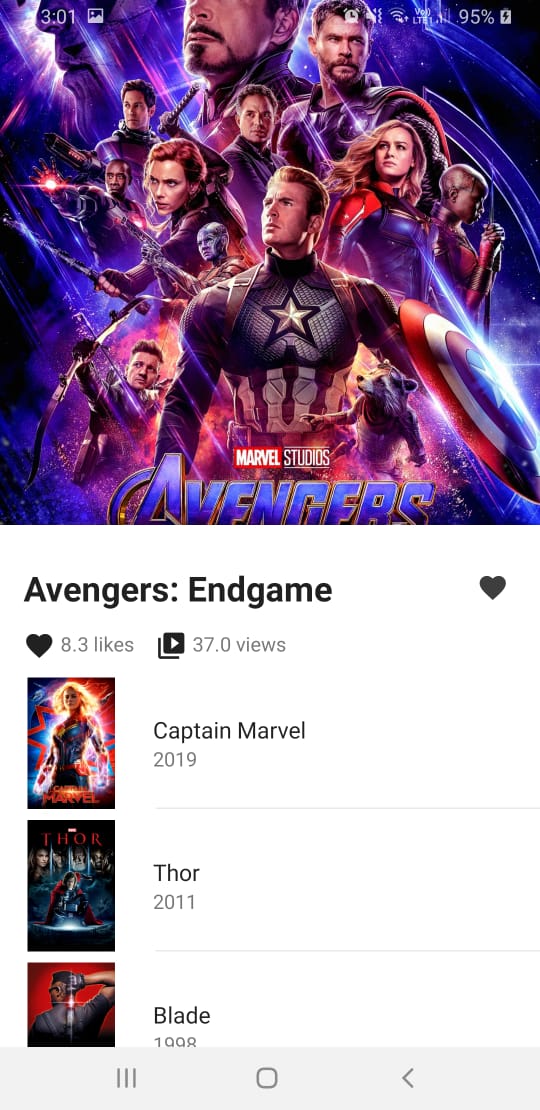 3:01 Vo) LTE1 95%
MARVEL STUDIOS
AVENGERS
Avengers: Endgame
8.3 likes 37.0 views
Captain Marvel
2019
CAPTAIN MARVEL
THOR
Thor
2011
Blade
1998